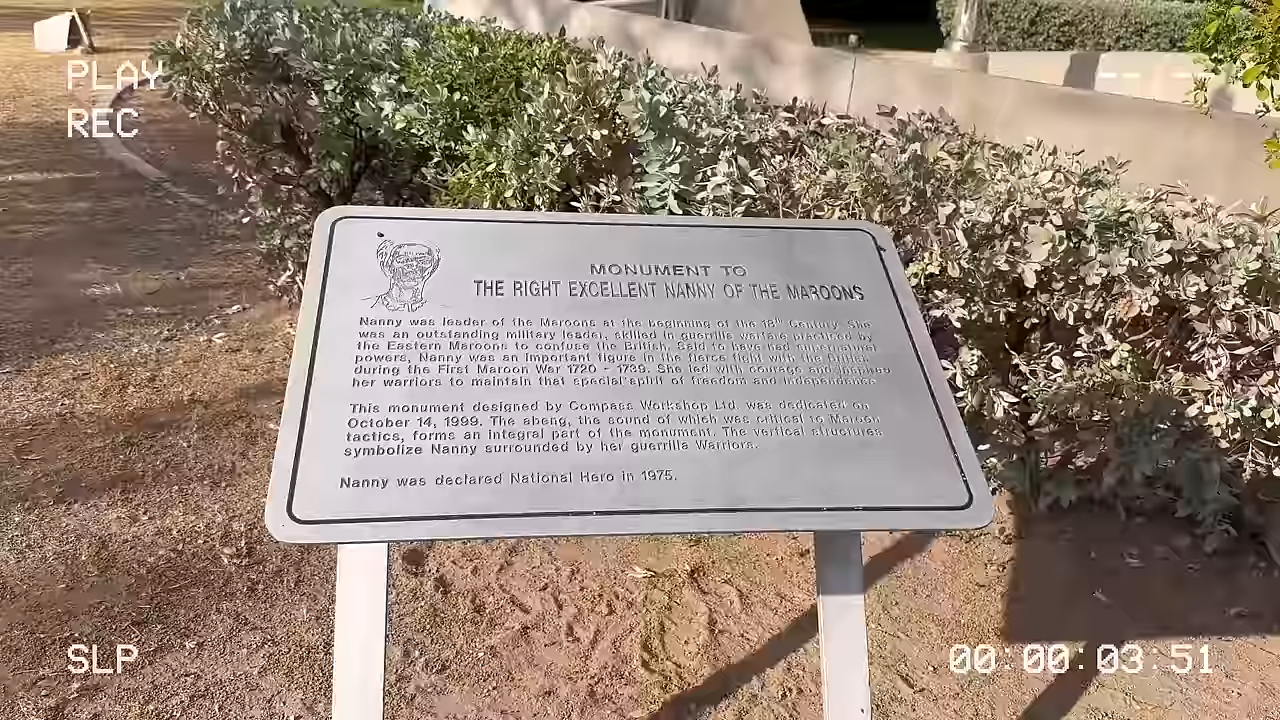 PLAY
REC
MONUMENT TO
THE RIGHT EXCELLENT NANNY OF THE MAROONS
Nanny was leader of the Maroons at the beginning of the 18th Century. She
was an outstanding military leader, skilled in guerrilla warfare practised by
the Eastern Maroons to confuse the British. Said to have had supernatural
powers, Nanny was an important figure in the fierce fight with the British,
during the First Maroon War 1720 - 1739. She led with courage and inspired
her warriors to maintain that special spirit of freedom and independence.
This monument designed by Compass Workshop Ltd. was dedicated on
October 14, 1999. The abeng, the sound of which was critical to Maroon
tactics, forms an integral part of the monument. The vertical structures
symbolize Nanny surrounded by her guerrilla Warriors.
Nanny was declared National Hero in 1975.
SLP
00:00:03:51